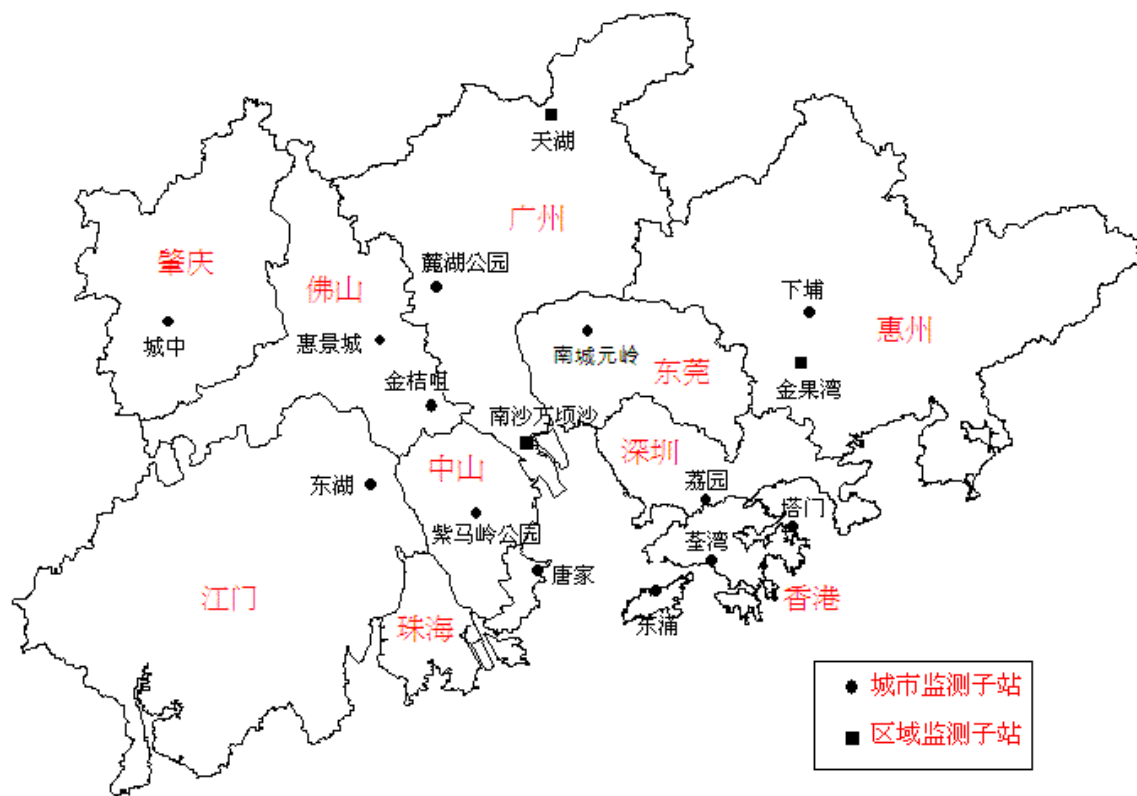 天湖
广州
肇庆
麓湖公园
佛山
下埔
惠州
城中
惠景城
南城元岭
东莞
金果湾
金桔咀
南沙万顷沙
深圳
中山
荔园
东湖
塔门
紫马岭公园
荃湾
唐家
江门
香港
珠海
东涌
城市监测子站
区域监测子站